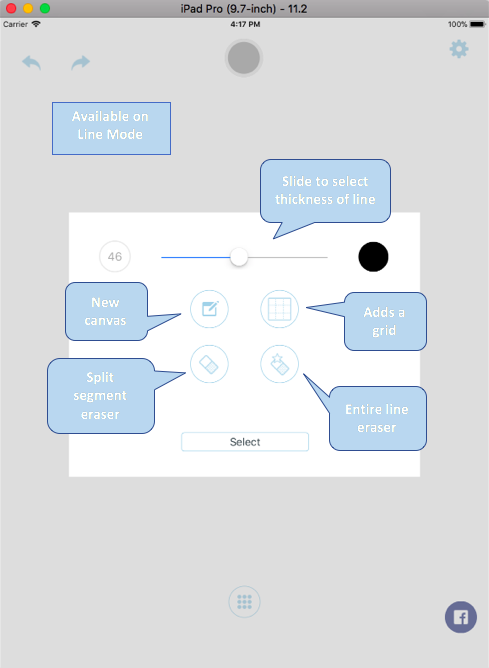 iPad Pro (9.7-inch) - 11.2
Carrier 4:17 PM 100%
Available on
Line Mode
Slide to select
thickness of line
46
New
canvas
Adds a
grid
Split
segment
eraser
Entire line
eraser
Select